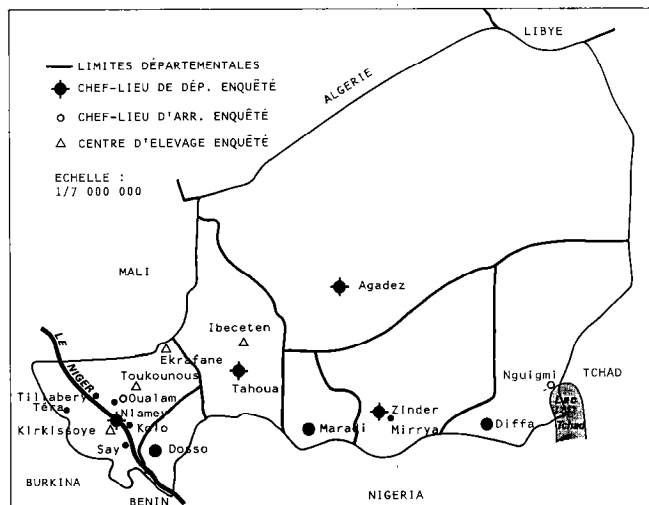 LIBYE
LIMITES DÉPARTEMENTALES
CHEF-LIEU DE DÉP. ENQUÊTÉ
CHEF-LIEU D'ARR. ENQUÊTÉ
CENTRE D'ELEVAGE ENQUÊTÉ
ECHELLE :
1/7 000 000
ALGERIE
MALI
Agadez
Ibeceten
LE NIGER
Ekrafane
Toukounous
Tahoua
Nguigmi
TCHAD
Tillabery
Oualam
Téra
Niamey
Kirkissoye
Kolo
Say
Dosso
Maradi
Zinder
Mirrya
Diffa
Lac
Tchad
BURKINA
BENIN
NIGERIA